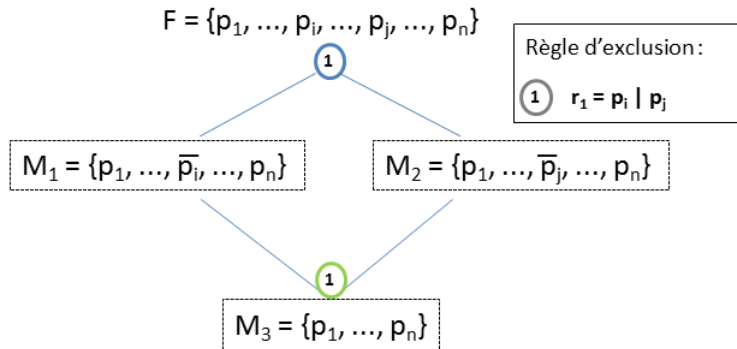 F = {p₁, ..., pᵢ, ..., pⱼ, ..., pₙ}
Règle d'exclusion :
1 r₁ = pᵢ | pⱼ
1
M₁ = {p₁, ..., p̅ᵢ, ..., pₙ}
M₂ = {p₁, ..., p̅ⱼ, ..., pₙ}
1
M₃ = {p₁, ..., pₙ}